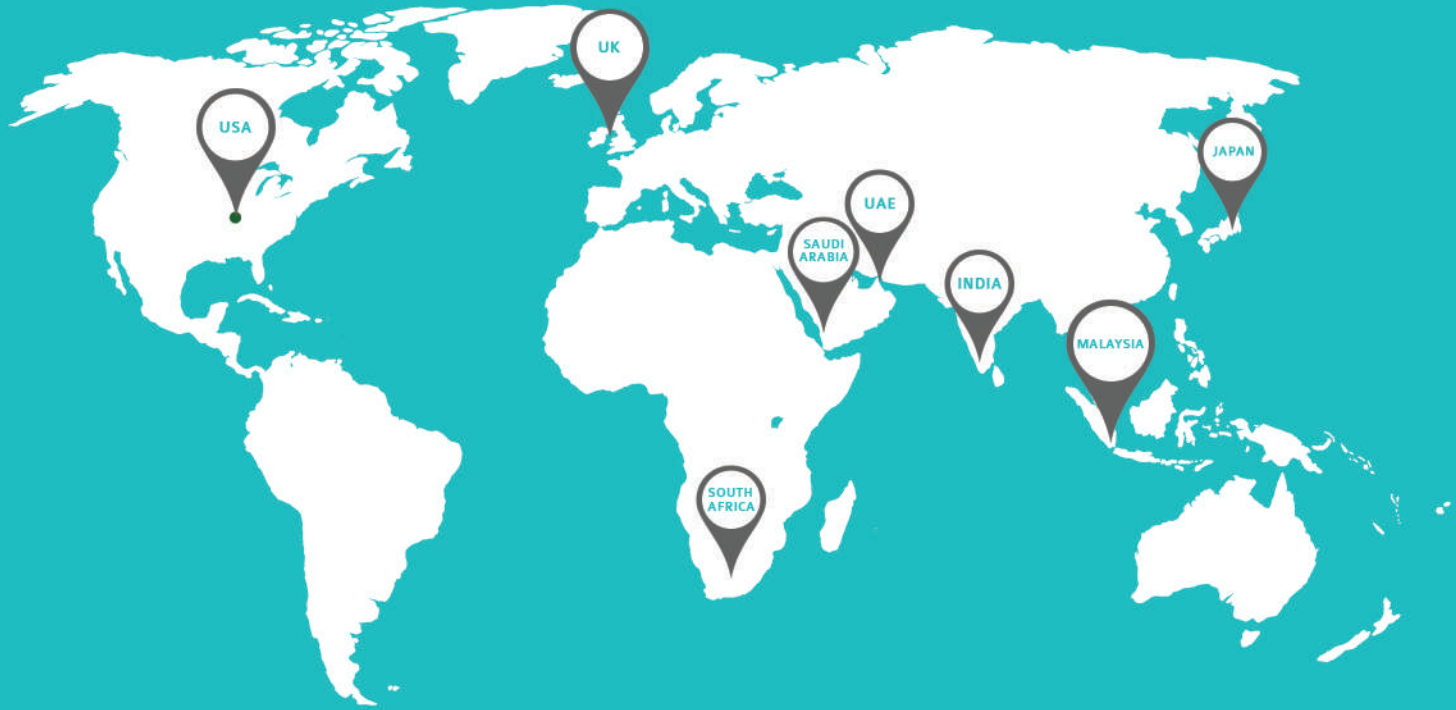 UK
USA
JAPAN
UAE
SAUDI
ARABIA
INDIA
MALAYSIA
SOUTH
AFRICA